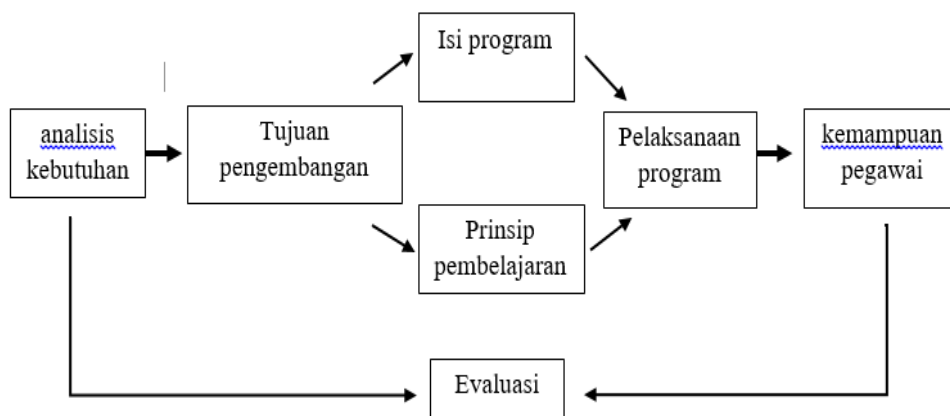 Isi program
analisis
kebutuhan
Tujuan
pengembangan
Pelaksanaan
program
kemampuan
pegawai
Prinsip
pembelajaran
Evaluasi